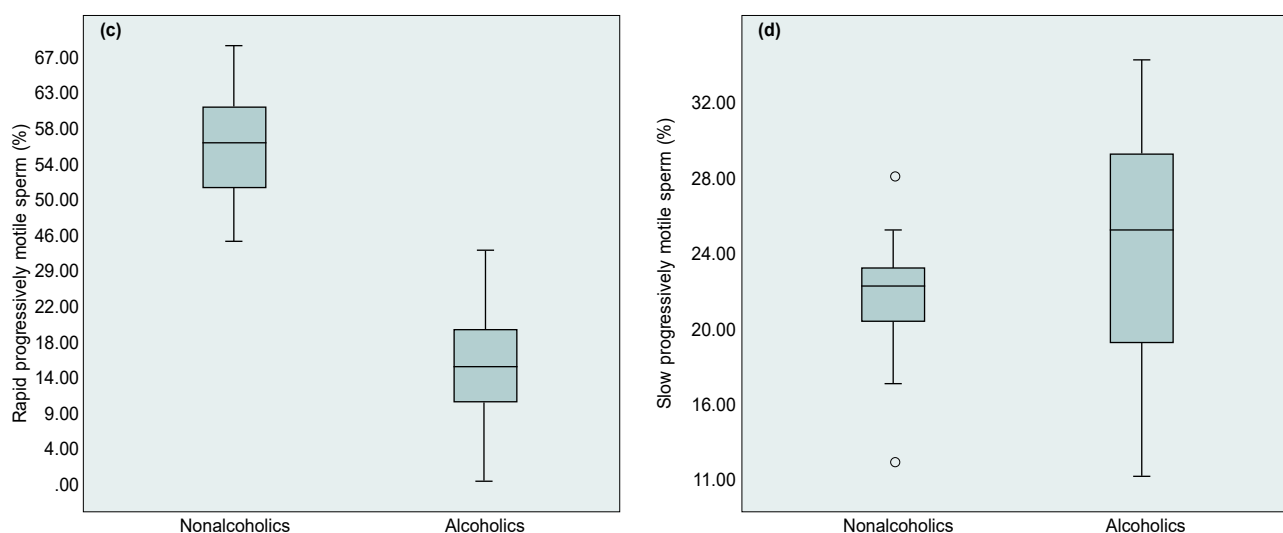 (c)
Rapid progressively motile sperm (%)
67.00
63.00
58.00
54.00
50.00
46.00
29.00
22.00
18.00
14.00
9.00
4.00
.00
Nonalcoholics
Alcoholics
(d)
Slow progressively motile sperm (%)
32.00
28.00
24.00
20.00
16.00
11.00
Nonalcoholics
Alcoholics